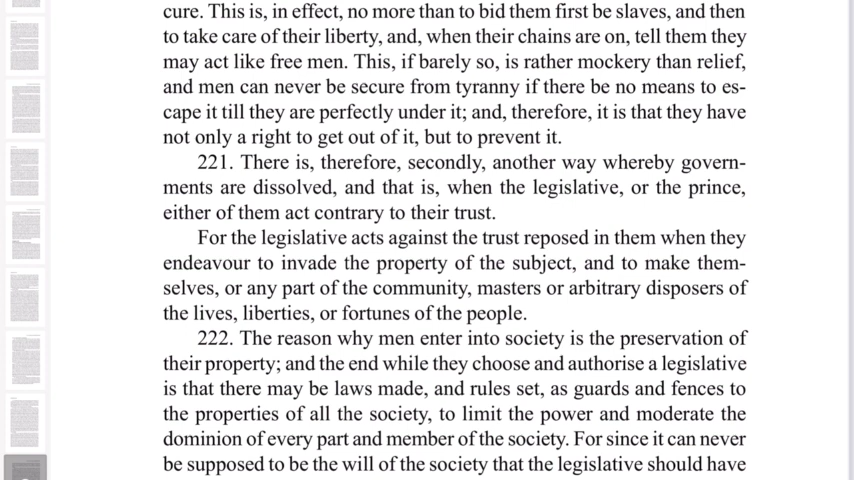 cure. This is, in effect, no more than to bid them first be slaves, and then
to take care of their liberty, and, when their chains are on, tell them they
may act like free men. This, if barely so, is rather mockery than relief,
and men can never be secure from tyranny if there be no means to es-
cape it till they are perfectly under it; and, therefore, it is that they have
not only a right to get out of it, but to prevent it.
221. There is, therefore, secondly, another way whereby govern-
ments are dissolved, and that is, when the legislative, or the prince,
either of them act contrary to their trust.
For the legislative acts against the trust reposed in them when they
endeavour to invade the property of the subject, and to make them-
selves, or any part of the community, masters or arbitrary disposers of
the lives, liberties, or fortunes of the people.
222. The reason why men enter into society is the preservation of
their property; and the end while they choose and authorise a legislative
is that there may be laws made, and rules set, as guards and fences to
the properties of all the society, to limit the power and moderate the
dominion of every part and member of the society. For since it can never
be supposed to be the will of the society that the legislative should have